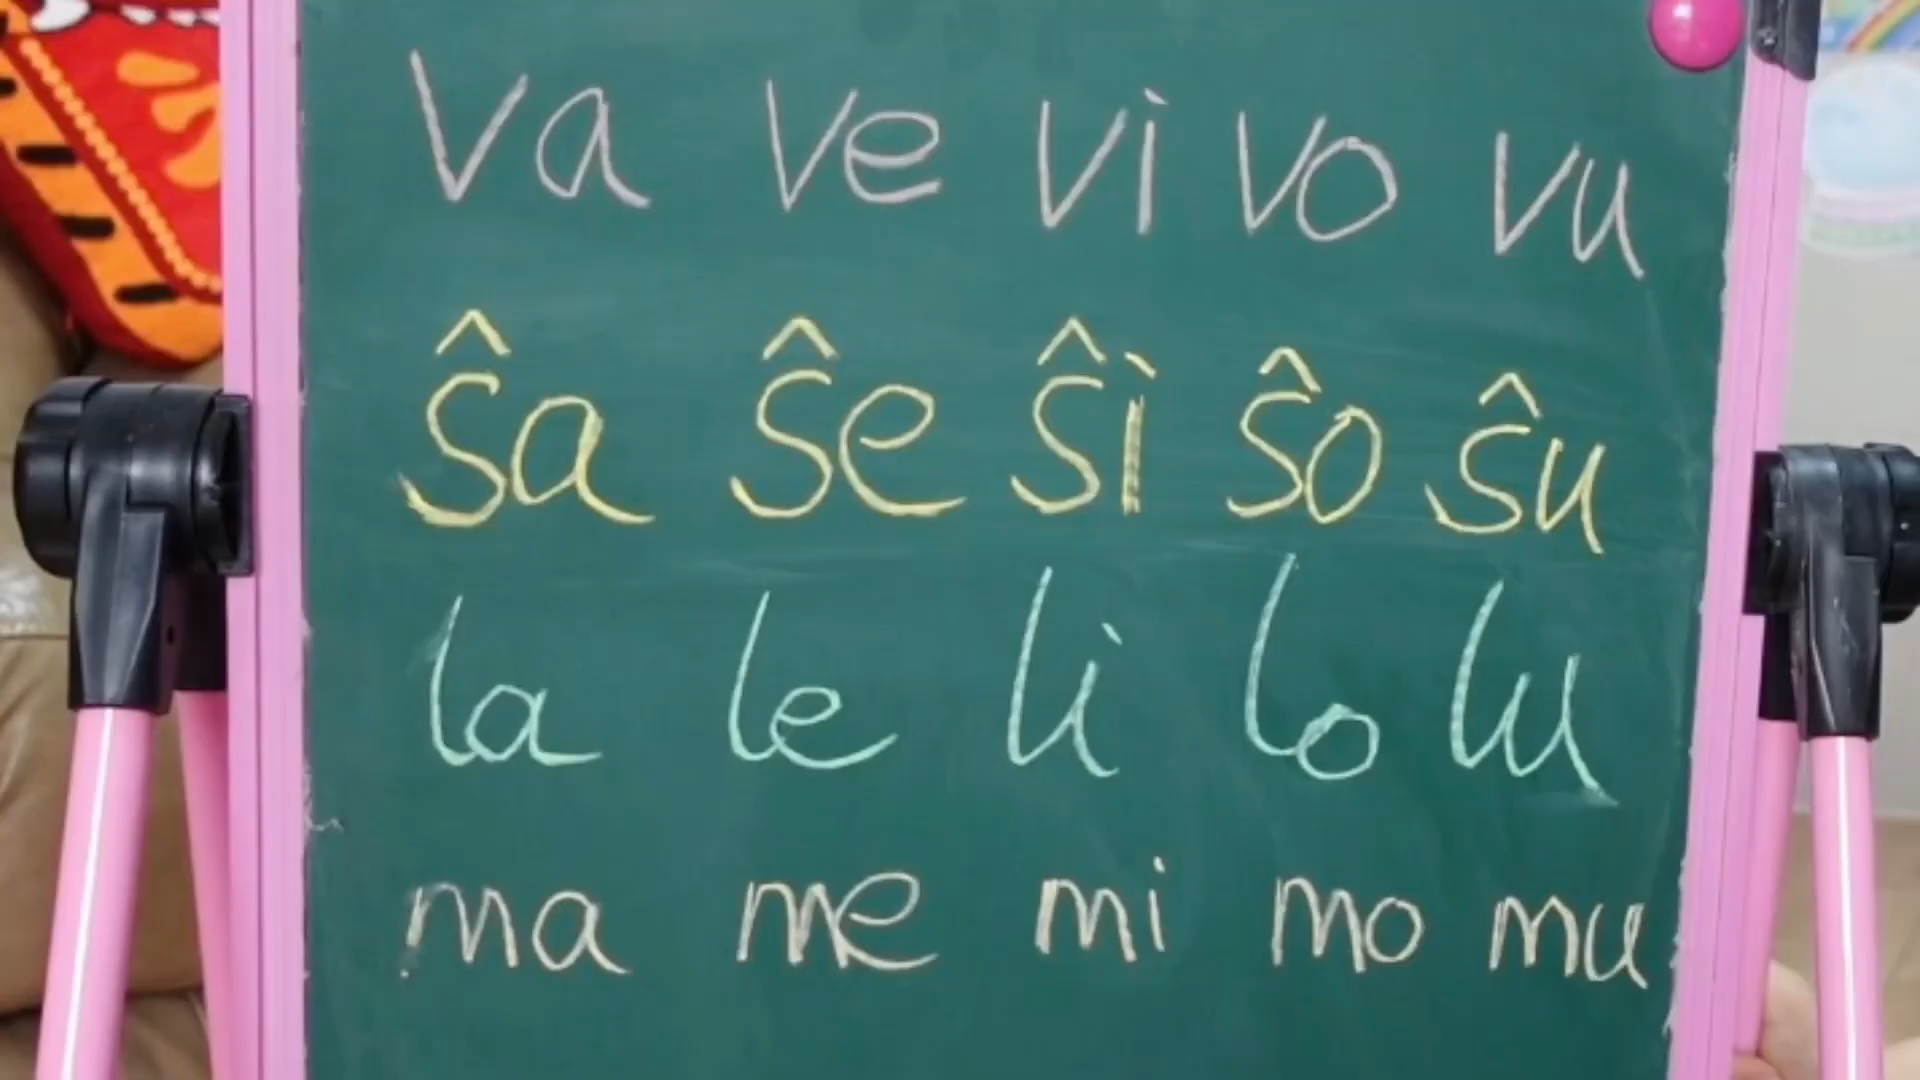 va ve vi vo vu
ŝa ŝe ŝi ŝo ŝu
la le li lo lu
ma me mi mo mu